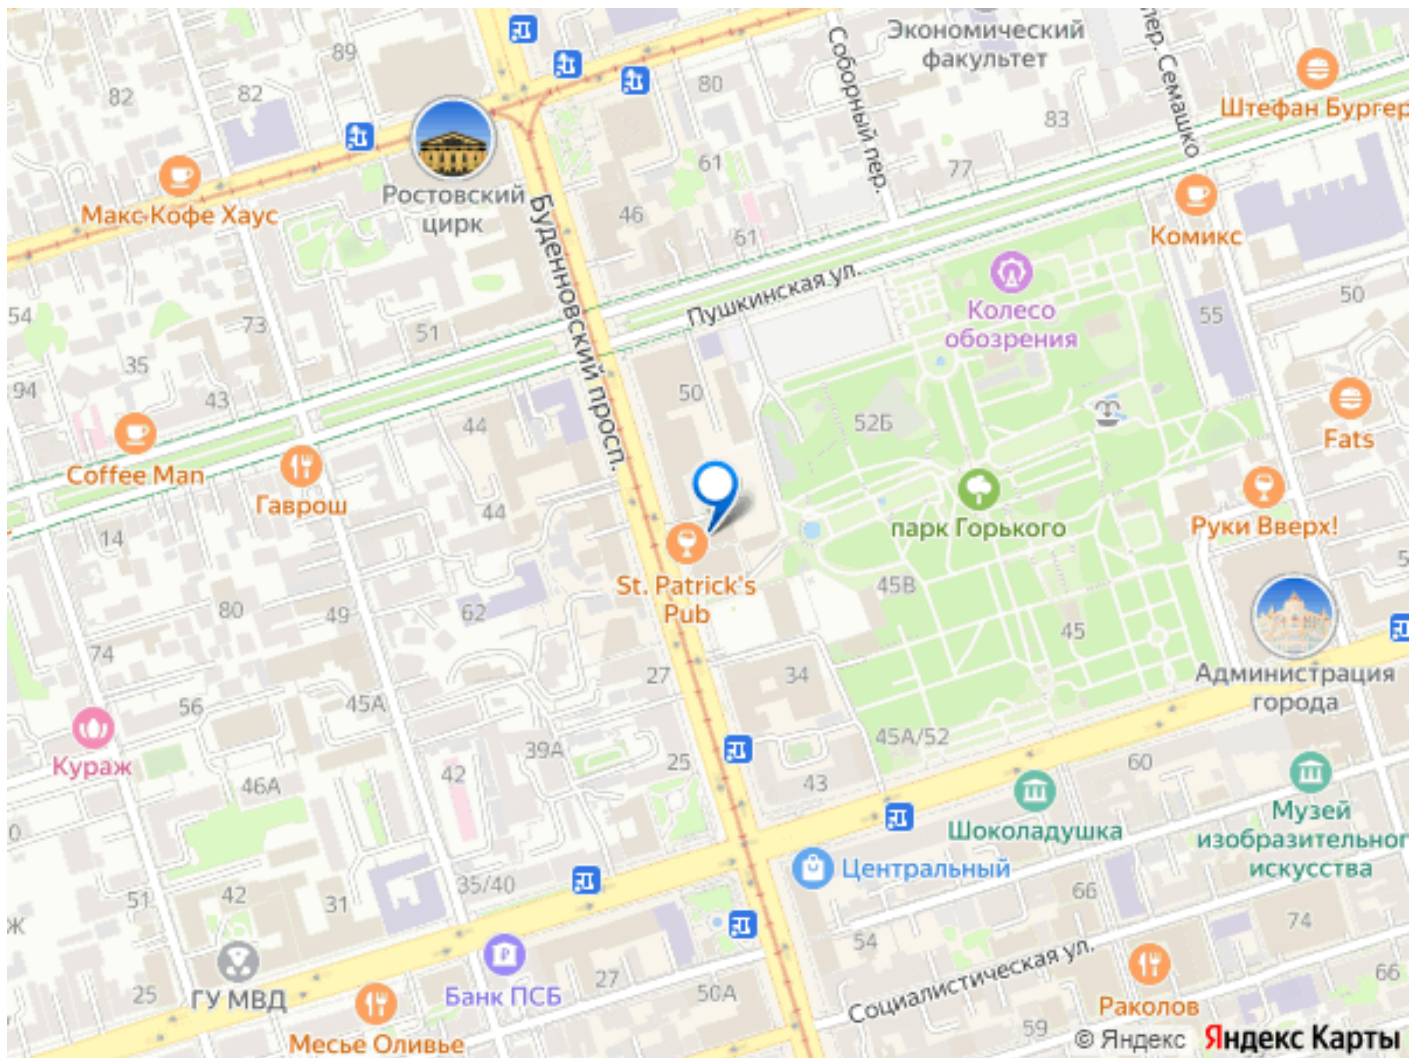 Экономический
факультет
Соборный пер.
пер. Семашко
Штефан Бургер
89
82
82
80
83
77
61
46
61
Ростовский
цирк
Макс Кофе Хаус
Комикс
Буденновский просп.
Пушкинская ул.
Колесо
обозрения
50
55
54
73
51
35
43
94
50
52Б
44
Coffee Man
Гаврош
Fats
44
14
парк Горького
Руки Вверх!
St. Patrick's
Pub
45В
5
80
49
62
45
74
27
34
Администрация
города
56
45А
45А/52
Кураж
39А
42
25
43
60
46А
Музей
изобразительног
искусства
Шоколадушка
0
Центральный
35/40
51
42
31
66
74
Ж
54
Социалистическая ул.
25
ГУ МВД
Банк ПСБ
27
50А
Раколов
66
59
Месье Оливье
© Яндекс Яндекс Карты